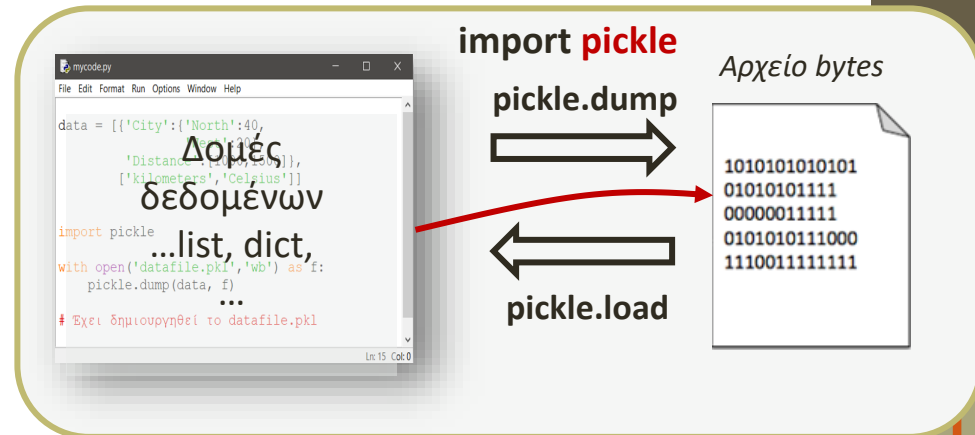 import pickle
mycode.py
File Edit Format Run Options Window Help
data = [{'City':{'North':40,
'Distance':[1000,1500]},
['kilometers','Celsius']]
import pickle
with open('datafile.pkl','wb') as f:
pickle.dump(data, f)
# Έχει δημιουργηθεί το datafile.pkl
Ln: 15 Col: 0
Δομές
δεδομένων
...list, dict,
...
pickle.dump
pickle.load
Αρχείο bytes
1010101010101
01010101111
00000011111
0101010111000
1110011111111